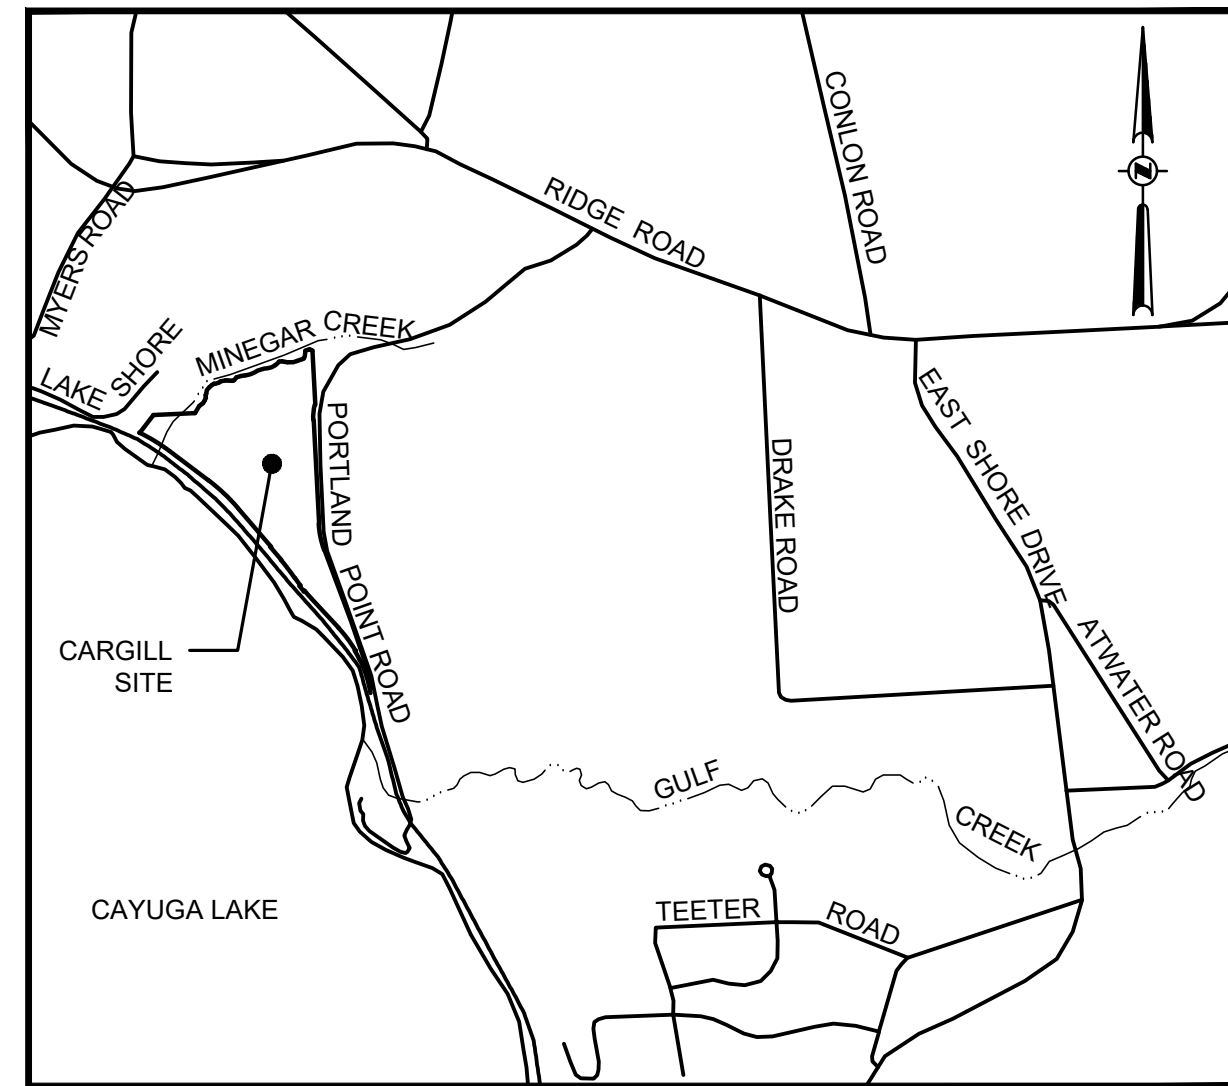 CONLON ROAD
RIDGE ROAD
MYERS ROAD
MINEGAR CREEK
LAKE SHORE
EAST SHORE DRIVE
PORTLAND POINT ROAD
DRAKE ROAD
CARGILL
SITE
ATWATER ROAD
GULF
CREEK
CAYUGA LAKE
TEETER ROAD
N